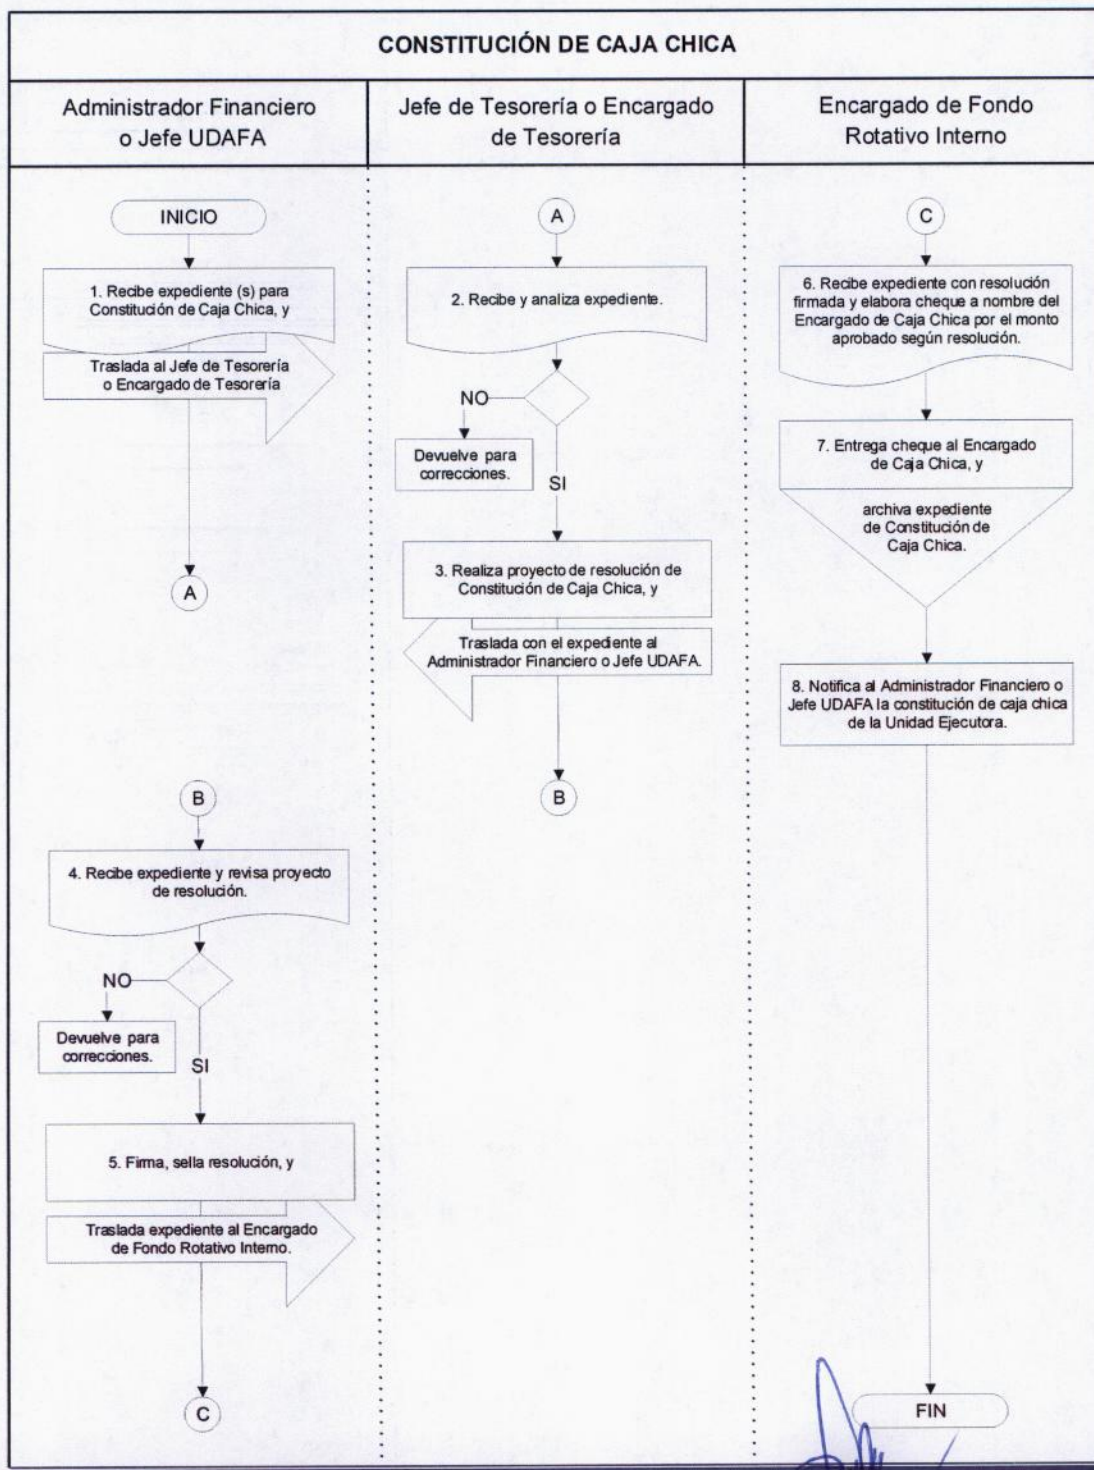 CONSTITUCIÓN DE CAJA CHICA
Administrador Financiero
o Jefe UDAFA
Jefe de Tesorería o Encargado
de Tesorería
Encargado de Fondo
Rotativo Interno
INICIO
1. Recibe expediente (s) para
Constitución de Caja Chica, y
Traslada al Jefe de Tesorería
o Encargado de Tesorería
A
B
4. Recibe expediente y revisa proyecto
de resolución.
NO
Devuelve para
correcciones.
SI
5. Firma, sella resolución, y
Traslada expediente al Encargado
de Fondo Rotativo Interno.
C
A
2. Recibe y analiza expediente.
NO
Devuelve para
correcciones.
SI
3. Realiza proyecto de resolución de
Constitución de Caja Chica, y
Traslada con el expediente al
Administrador Financiero o Jefe UDAFA.
B
C
6. Recibe expediente con resolución
firmada y elabora cheque a nombre del
Encargado de Caja Chica por el monto
aprobado según resolución.
7. Entrega cheque al Encargado
de Caja Chica, y
archiva expediente
de Constitución de
Caja Chica.
8. Notifica al Administrador Financiero o
Jefe UDAFA la constitución de caja chica
de la Unidad Ejecutora.
FIN